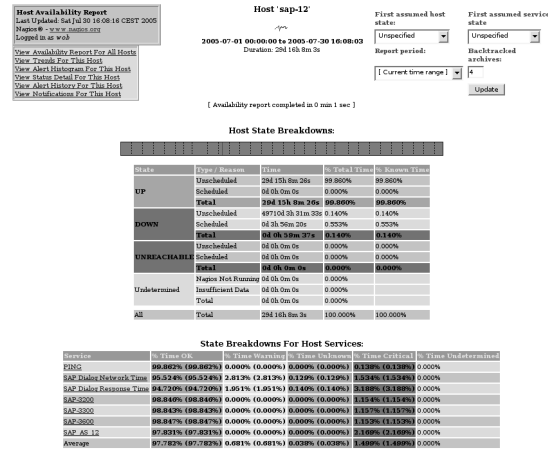 Host Availability Report
Last Updated: Sat Jul 30 16:08:16 CEST 2005
Nagios® - www.nagios.org
Logged in as wob
View Availability Report For All Hosts
View Trends For This Host
View Alert Histogram For This Host
View Status Detail For This Host
View Alert History For This Host
View Notifications For This Host
Host 'sap-12'
2005-07-01 00:00:00 to 2005-07-30 16:08:03
Duration: 29d 16h 8m 3s
First assumed host state:
Unspecified
First assumed service state:
Unspecified
Report period:
[ Current time range ]
Backtracked archives:
4
Update
[ Availability report completed in 0 min 1 sec ]
Host State Breakdowns:
State Type / Reason Time % Total Time % Known Time
UP Unscheduled 29d 15h 8m 26s 99.860% 99.860%
Scheduled 0d 0h 0m 0s 0.000% 0.000%
Total 29d 15h 8m 26s 99.860% 99.860%
DOWN Unscheduled 49710d 3h 31m 33s 0.140% 0.140%
Scheduled 0d 3h 56m 20s 0.553% 0.553%
Total 0d 0h 59m 37s 0.140% 0.140%
UNREACHABLE Unscheduled 0d 0h 0m 0s 0.000% 0.000%
Scheduled 0d 0h 0m 0s 0.000% 0.000%
Total 0d 0h 0m 0s 0.000% 0.000%
Undetermined Nagios Not Running 0d 0h 0m 0s 0.000%
Insufficient Data 0d 0h 0m 0s 0.000%
Total 0d 0h 0m 0s 0.000%
All Total 29d 16h 8m 3s 100.000% 100.000%
State Breakdowns For Host Services:
Service % Time OK % Time Warning % Time Unknown % Time Critical % Time Undetermined
PING 99.862% (99.862%) 0.000% (0.000%) 0.000% (0.000%) 0.138% (0.138%) 0.000%
SAP Dialog Network Time 95.524% (95.524%) 2.813% (2.813%) 0.129% (0.129%) 1.534% (1.534%) 0.000%
SAP Dialog Response Time 94.720% (94.720%) 1.951% (1.951%) 0.140% (0.140%) 3.188% (3.188%) 0.000%
SAP-3200 98.846% (98.846%) 0.000% (0.000%) 0.000% (0.000%) 1.154% (1.154%) 0.000%
SAP-3300 98.843% (98.843%) 0.000% (0.000%) 0.000% (0.000%) 1.157% (1.157%) 0.000%
SAP-3600 98.847% (98.847%) 0.000% (0.000%) 0.000% (0.000%) 1.153% (1.153%) 0.000%
SAP AS 12 97.831% (97.831%) 0.000% (0.000%) 0.000% (0.000%) 2.169% (2.169%) 0.000%
Average 97.783% (97.782%) 0.681% (0.681%) 0.038% (0.038%) 1.499% (1.499%) 0.000%